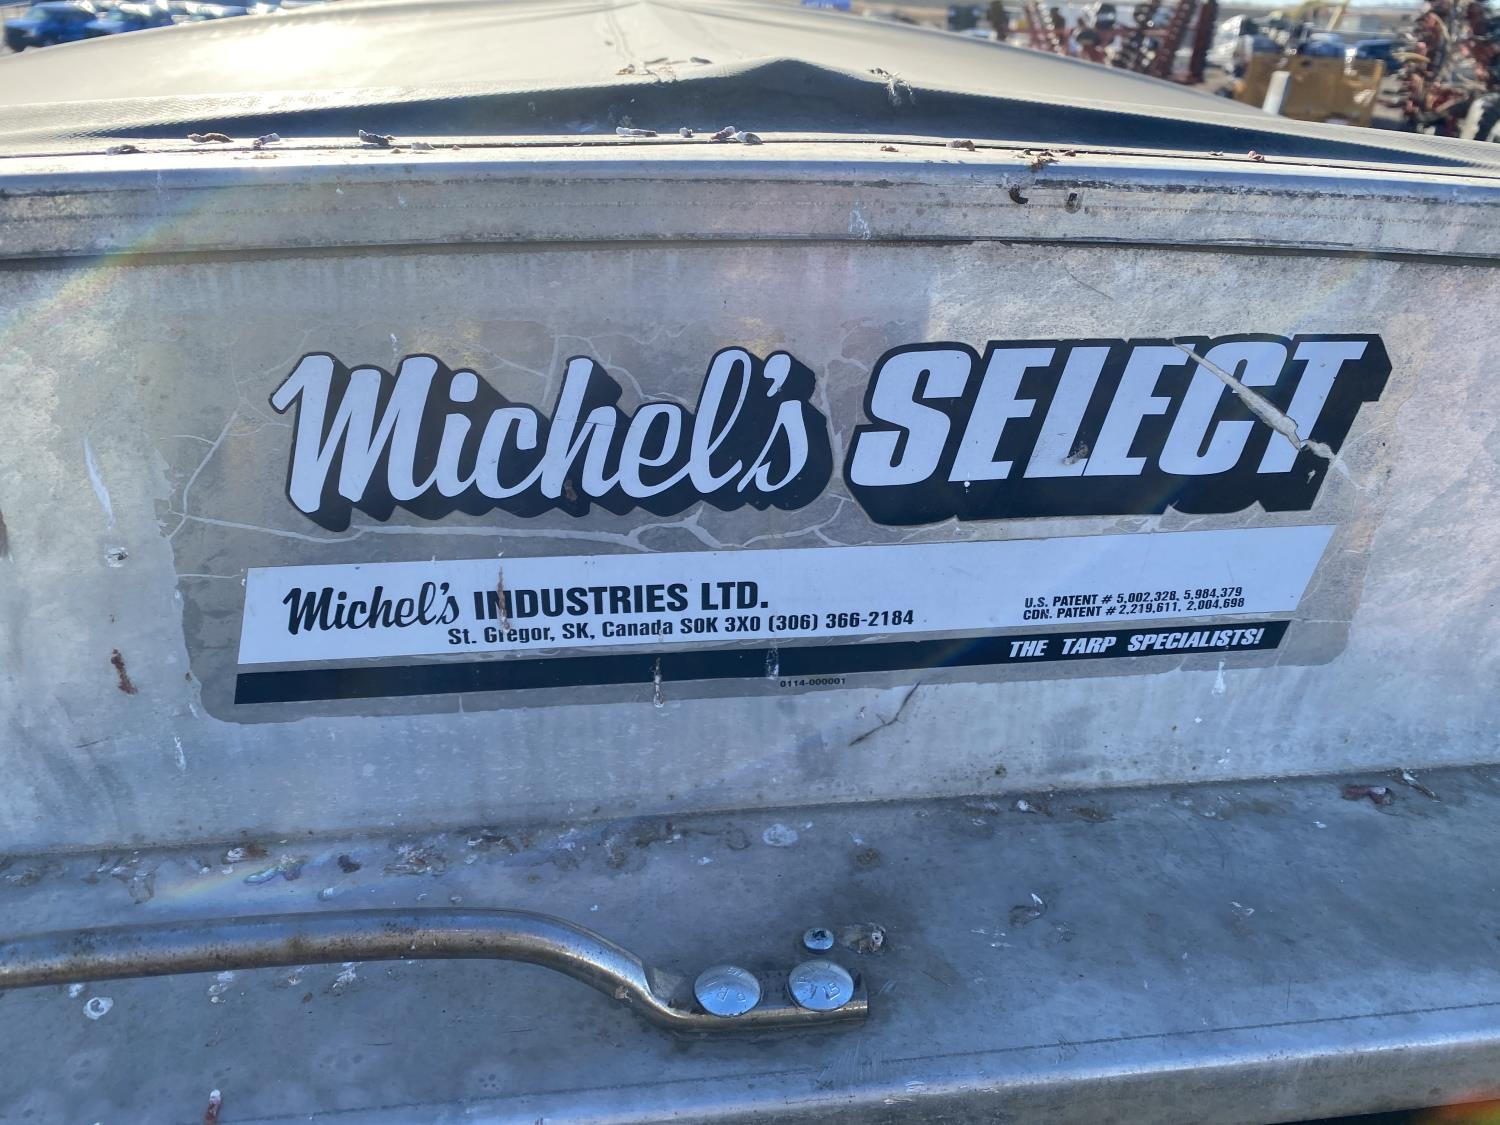 Michel's SELECT
Michel's INDUSTRIES LTD.
St. Gregor, SK, Canada S0K 3X0 (306) 366-2184
U.S. PATENT # 5,002,328, 5,984,379
CDN. PATENT # 2,219,611, 2,004,698
THE TARP SPECIALISTS!
0114-000001